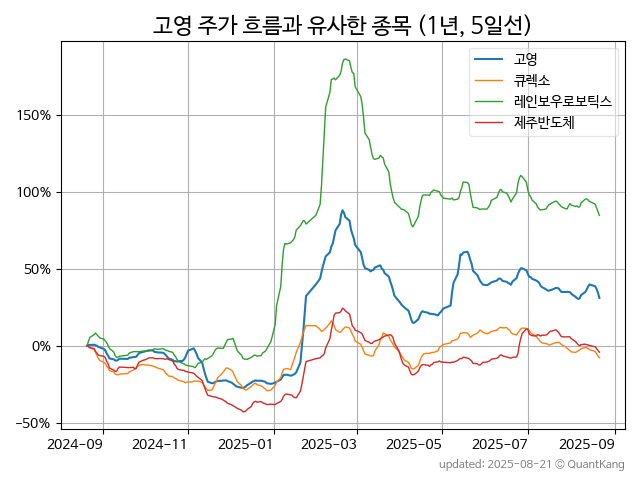 고영 주가 흐름과 유사한 종목 (1년, 5일선)
고영
큐렉소
레인보우로보틱스
제주반도체
150%
100%
50%
0%
−50%
2024-09 2024-11 2025-01 2025-03 2025-05 2025-07 2025-09
updated: 2025-08-21 © QuantKang